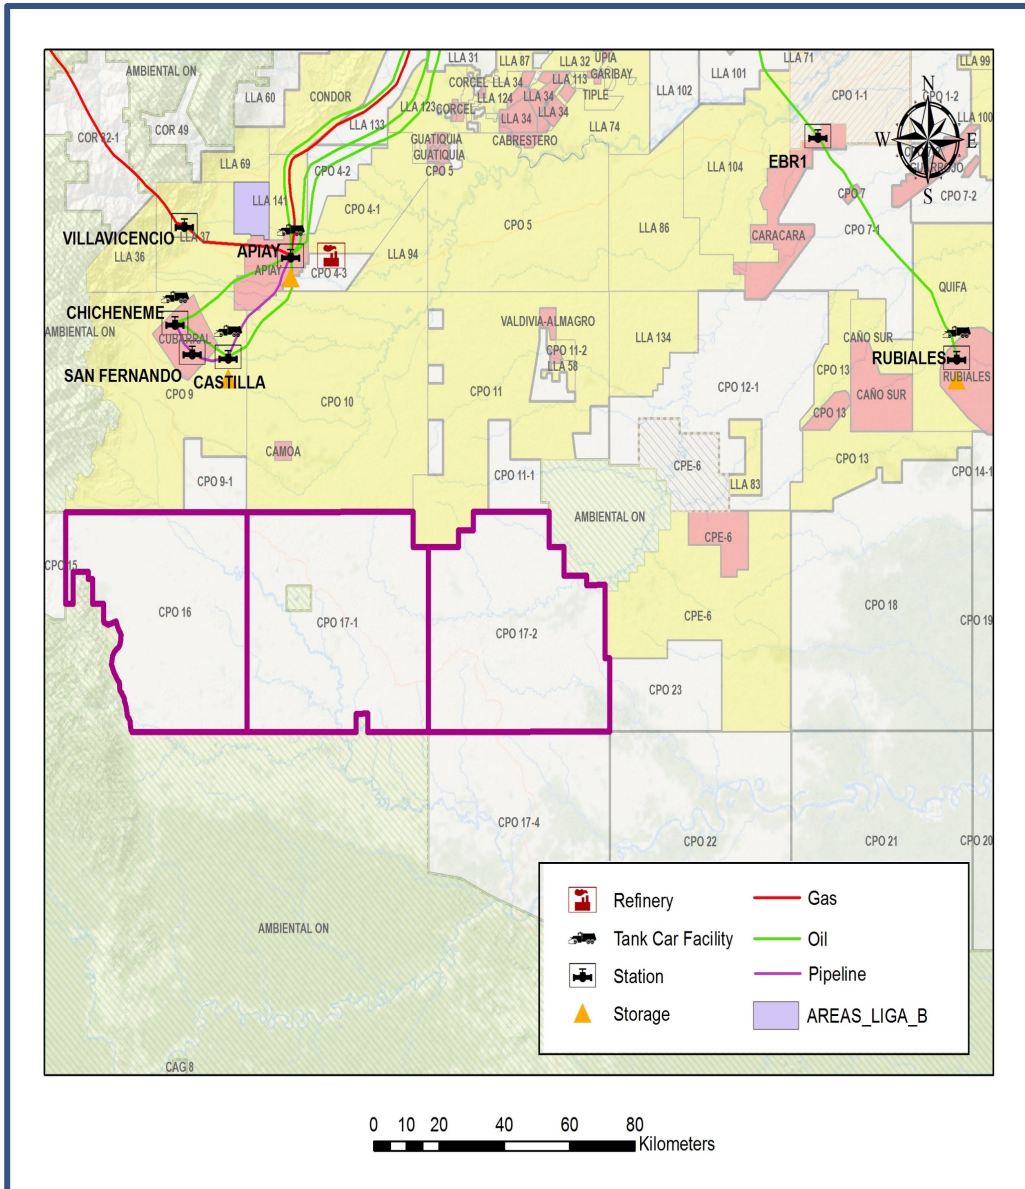 LLA 31
LLA 87
LLA 32
UPIA
LLA 71
LLA 99
AMBIENTAL ON
CONDOR
CORCEL
LLA 34
LLA 113
GARIBAY
LLA 101
LLA 60
LLA 123
LLA 124
LLA 34
TIPLE
LLA 102
CPO 1-1
CPO 1-2
N
CORCEL
LLA 34
LLA 34
LLA 100
COR 49
LLA 133
LLA 74
COR 32-1
GUATIQUIA
CABRESTERO
W
E
GUATIQUIA
EBR1
LLA 69
CPO 4-2
CPO 5
LLA 104
S
LLA 141
CPO 7
CPO 7-2
CPO 4-1
CPO 5
LLA 86
CPO 7-1
VILLAVICENCIO
LLA 37
CARACARA
LLA 36
APIAY
LLA 94
APIAY
CPO 4-3
QUIFA
CHICHENEME
VALDIVIA-ALMAGRO
AMBIENTAL ON
CUBARRAL
LLA 134
CAÑO SUR
CPO 11-2
RUBIALES
SAN FERNANDO
CASTILLA
LLA 58
CPO 13
RUBIALES
CPO 9
CPO 10
CPO 11
CPO 12-1
CAÑO SUR
CPO 13
CAMOA
CPO 13
CPE-6
CPO 14-1
CPO 9-1
CPO 11-1
LLA 83
AMBIENTAL ON
CPE-6
CPO 15
CPO 18
CPO 16
CPO 17-1
CPO 17-2
CPE-6
CPO 19
CPO 23
CPO 17-4
CPO 22
CPO 21
CPO 20
AMBIENTAL ON
Refinery
Gas
Tank Car Facility
Oil
Station
Pipeline
Storage
AREAS_LIGA_B
CAG 8
0 10 20 40 60 80
Kilometers